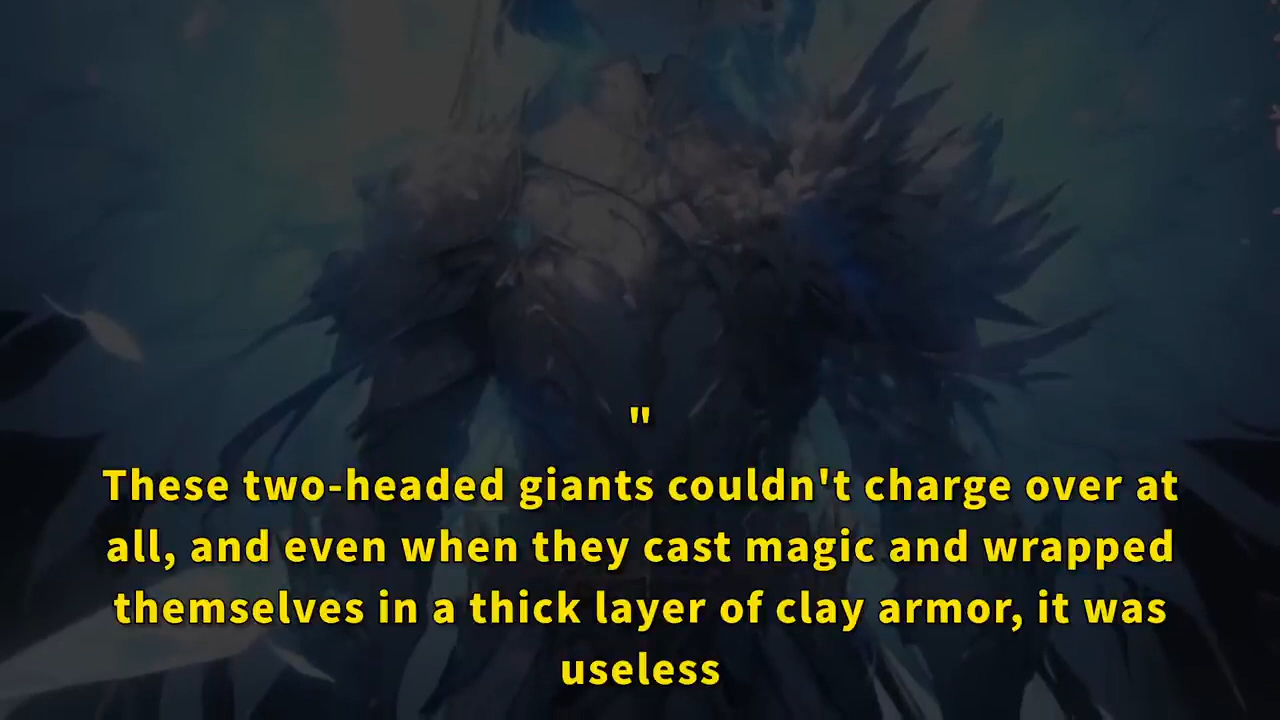 "
These two-headed giants couldn't charge over at
all, and even when they cast magic and wrapped
themselves in a thick layer of clay armor, it was
useless